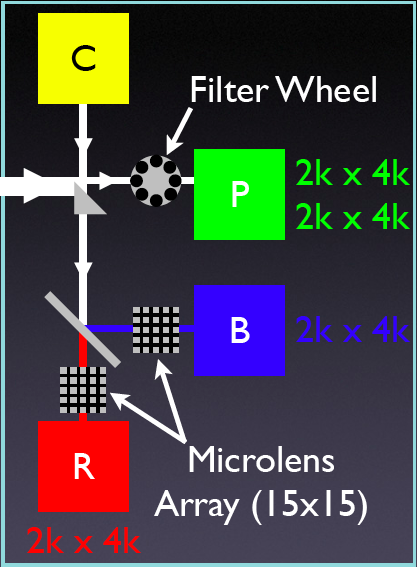 C
Filter Wheel
P
2k x 4k
2k x 4k
B
2k x 4k
R
Microlens
Array (15x15)
2k x 4k